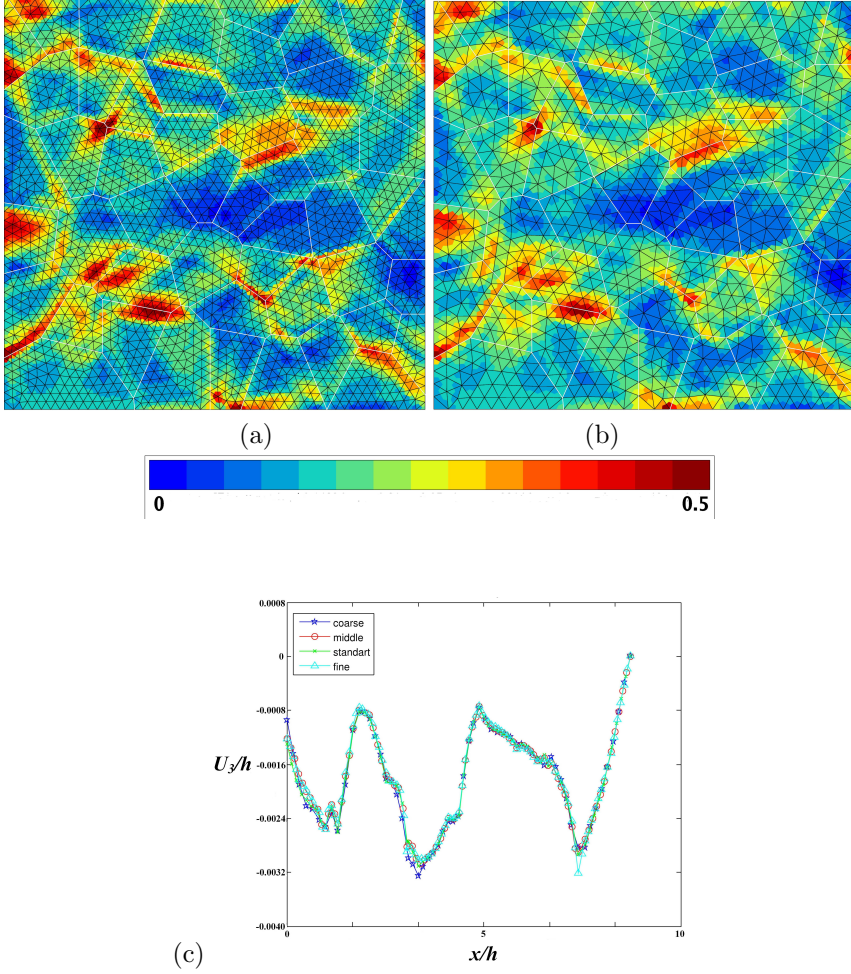 (a) (b)
0 0.5
0.0008
coarse
middle
standart
fine
0
-0.0008
-0.0016
-0.0024
-0.0032
-0.0040
U₃/h
0 5 10
x/h
(c)